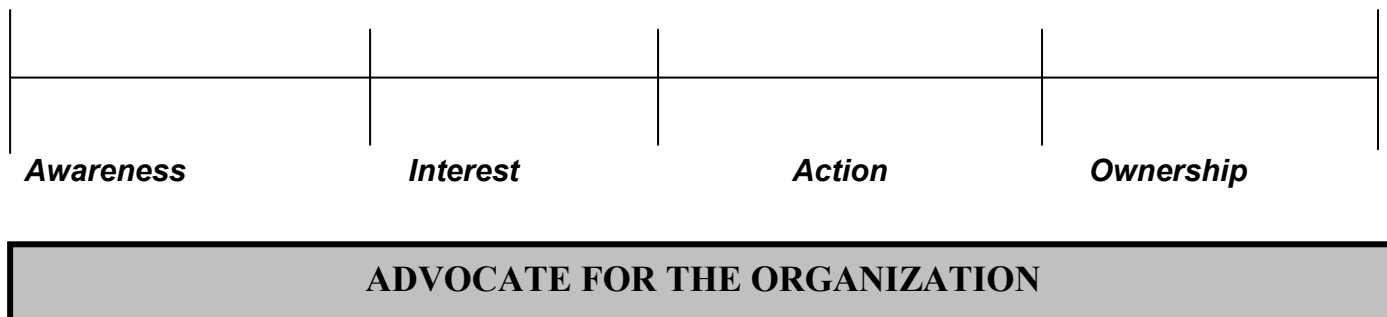 Awareness Interest Action Ownership
ADVOCATE FOR THE ORGANIZATION